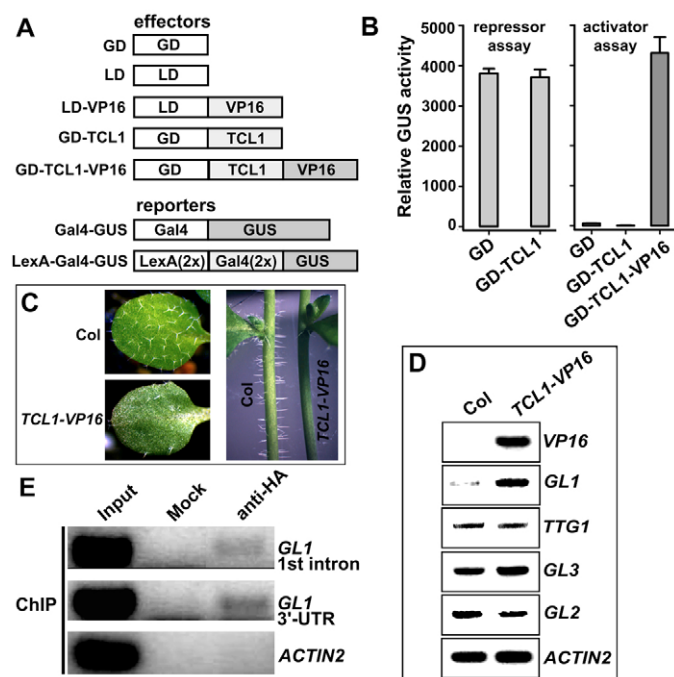 A
effectors
GD GD
LD LD
LD-VP16 LD VP16
GD-TCL1 GD TCL1
GD-TCL1-VP16 GD TCL1 VP16
reporters
Gal4-GUS Gal4 GUS
LexA-Gal4-GUS LexA(2x) Gal4(2x) GUS
B
repressor assay
activator assay
Relative GUS activity
5000
4000
3000
2000
1000
0
GD
GD-TCL1
GD
GD-TCL1
GD-TCL1-VP16
C
Col
TCL1-VP16
Col
TCL1-VP16
D
Col TCL1-VP16
VP16
GL1
TTG1
GL3
GL2
ACTIN2
E
Input Mock anti-HA
ChIP
GL1
1st intron
GL1
3'-UTR
ACTIN2